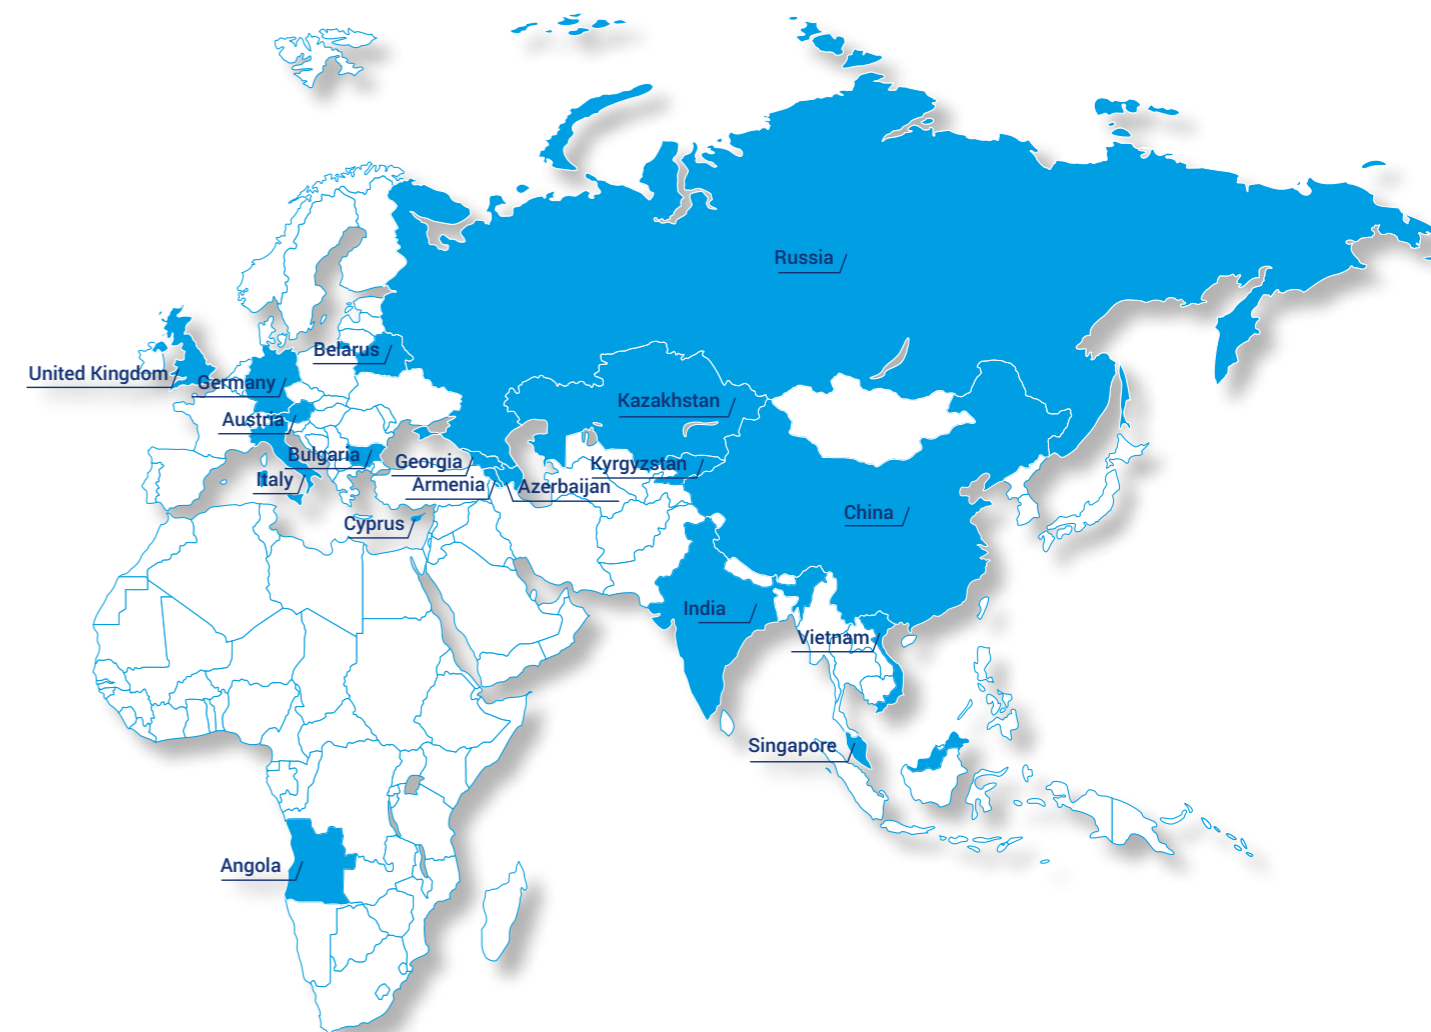 Russia
Belarus
United Kingdom
Germany
Kazakhstan
Austria
Bulgaria
Georgia
Kyrgyzstan
Italy
Armenia
Azerbaijan
China
Cyprus
India
Vietnam
Singapore
Angola